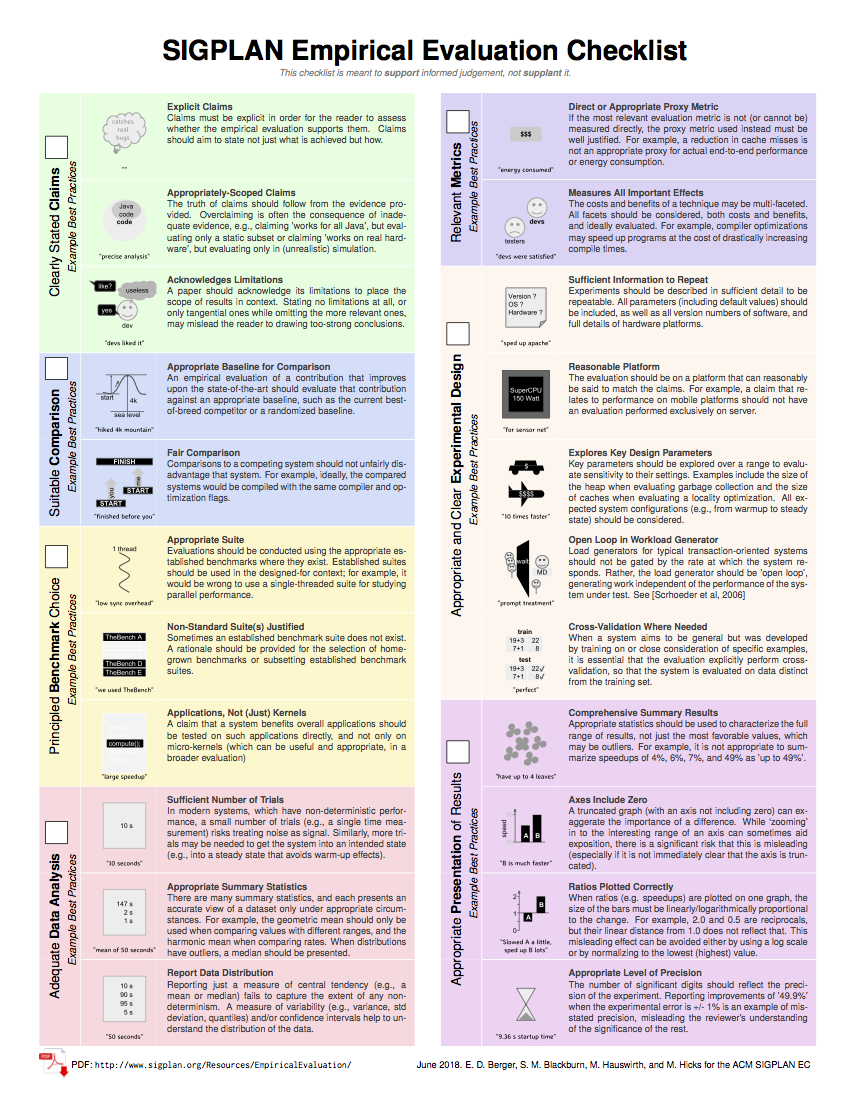 SIGPLAN Empirical Evaluation Checklist
This checklist is meant to support informed judgement, not supplant it.
Clearly Stated Claims
Example Best Practices
catches
real
bugs
"..."
Explicit Claims
Claims must be explicit in order for the reader to assess
whether the empirical evaluation supports them. Claims
should aim to state not just what is achieved but how.
Java
code
code
"precise analysis"
Appropriately-Scoped Claims
The truth of claims should follow from the evidence pro-
vided. Overclaiming is often the consequence of inade-
quate evidence, e.g., claiming 'works for all Java', but eval-
uating only a static subset or claiming 'works on real hard-
ware', but evaluating only in (unrealistic) simulation.
like?
useless
yes
dev
"devs liked it"
Acknowledges Limitations
A paper should acknowledge its limitations to place the
scope of results in context. Stating no limitations at all, or
only tangential ones while omitting the more relevant ones,
may mislead the reader to drawing too-strong conclusions.
Suitable Comparison
Example Best Practices
start
4k
sea level
"hiked 4k mountain"
Appropriate Baseline for Comparison
An empirical evaluation of a contribution that improves
upon the state-of-the-art should evaluate that contribution
against an appropriate baseline, such as the current best-
of-breed competitor or a randomized baseline.
FINISH
you
me
START
START
"finished before you"
Fair Comparison
Comparisons to a competing system should not unfairly dis-
advantage that system. For example, ideally, the compared
systems would be compiled with the same compiler and op-
timization flags.
Principled Benchmark Choice
Example Best Practices
1 thread
"low sync overhead"
Appropriate Suite
Evaluations should be conducted using the appropriate es-
tablished benchmarks where they exist. Established suites
should be used in the designed-for context; for example, it
would be wrong to use a single-threaded suite for studying
parallel performance.
TheBench A
TheBench D
TheBench E
"we used TheBench"
Non-Standard Suite(s) Justified
Sometimes an established benchmark suite does not exist.
A rationale should be provided for the selection of home-
grown benchmarks or subsetting established benchmark
suites.
compute();
"large speedup"
Applications, Not (Just) Kernels
A claim that a system benefits overall applications should
be tested on such applications directly, and not only on
micro-kernels (which can be useful and appropriate, in a
broader evaluation)
Adequate Data Analysis
Example Best Practices
10 s
"10 seconds"
Sufficient Number of Trials
In modern systems, which have non-deterministic perfor-
mance, a small number of trials (e.g., a single time mea-
surement) risks treating noise as signal. Similarly, more tri-
als may be needed to get the system into an intended state
(e.g., into a steady state that avoids warm-up effects).
147 s
2 s
1 s
"mean of 50 seconds"
Appropriate Summary Statistics
There are many summary statistics, and each presents an
accurate view of a dataset only under appropriate circum-
stances. For example, the geometric mean should only be
used when comparing values with different ranges, and the
harmonic mean when comparing rates. When distributions
have outliers, a median should be presented.
10 s
90 s
95 s
5 s
"50 seconds"
Report Data Distribution
Reporting just a measure of central tendency (e.g., a
mean or median) fails to capture the extent of any non-
determinism. A measure of variability (e.g., variance, std
deviation, quantiles) and/or confidence intervals help to un-
derstand the distribution of the data.
Relevant Metrics
Example Best Practices
$$$
"energy consumed"
Direct or Appropriate Proxy Metric
If the most relevant evaluation metric is not (or cannot be)
measured directly, the proxy metric used instead must be
well justified. For example, a reduction in cache misses is
not an appropriate proxy for actual end-to-end performance
or energy consumption.
devs
testers
"devs were satisfied"
Measures All Important Effects
The costs and benefits of a technique may be multi-faceted.
All facets should be considered, both costs and benefits,
and ideally evaluated. For example, compiler optimizations
may speed up programs at the cost of drastically increasing
compile times.
Appropriate and Clear Experimental Design
Example Best Practices
Version ?
OS ?
Hardware ?
"sped up apache"
Sufficient Information to Repeat
Experiments should be described in sufficient detail to be
repeatable. All parameters (including default values) should
be included, as well as all version numbers of software, and
full details of hardware platforms.
SuperCPU
150 Watt
"for sensor net"
Reasonable Platform
The evaluation should be on a platform that can reasonably
be said to match the claims. For example, a claim that re-
lates to performance on mobile platforms should not have
an evaluation performed exclusively on server.
$
$$$$
"10 times faster"
Explores Key Design Parameters
Key parameters should be explored over a range to evalu-
ate sensitivity to their settings. Examples include the size of
the heap when evaluating garbage collection and the size
of caches when evaluating a locality optimization. All ex-
pected system configurations (e.g., from warmup to steady
state) should be considered.
wait
MD
"prompt treatment"
Open Loop in Workload Generator
Load generators for typical transaction-oriented systems
should not be gated by the rate at which the system re-
sponds. Rather, the load generator should be 'open loop',
generating work independent of the performance of the sys-
tem under test. See [Schroeder et al, 2006]
train
19+3 22
7+1 8
test
19+3 22✓
7+1 8✓
"perfect"
Cross-Validation Where Needed
When a system aims to be general but was developed
by training on or close consideration of specific examples,
it is essential that the evaluation explicitly perform cross-
validation, so that the system is evaluated on data distinct
from the training set.
Appropriate Presentation of Results
Example Best Practices
"have up to 4 leaves"
Comprehensive Summary Results
Appropriate statistics should be used to characterize the full
range of results, not just the most favorable values, which
may be outliers. For example, it is not appropriate to sum-
marize speedups of 4%, 6%, 7%, and 49% as 'up to 49%'.
speed
A
B
"B is much faster"
Axes Include Zero
A truncated graph (with an axis not including zero) can ex-
aggerate the importance of a difference. While 'zooming'
in to the interesting range of an axis can sometimes aid
exposition, there is a significant risk that this is misleading
(especially if it is not immediately clear that the axis is trun-
cated).
2
1
0
A
B
"Slowed A a little,
sped up B lots"
Ratios Plotted Correctly
When ratios (e.g. speedups) are plotted on one graph, the
size of the bars must be linearly/logarithmically proportional
to the change. For example, 2.0 and 0.5 are reciprocals,
but their linear distance from 1.0 does not reflect that. This
misleading effect can be avoided either by using a log scale
or by normalizing to the lowest (highest) value.
"9.36 s startup time"
Appropriate Level of Precision
The number of significant digits should reflect the preci-
sion of the experiment. Reporting improvements of '49.9%'
when the experimental error is +/- 1% is an example of mis-
stated precision, misleading the reviewer's understanding
of the significance of the rest.
PDF: http://www.sigplan.org/Resources/EmpiricalEvaluation/
June 2018. E. D. Berger, S. M. Blackburn, M. Hauswirth, and M. Hicks for the ACM SIGPLAN EC